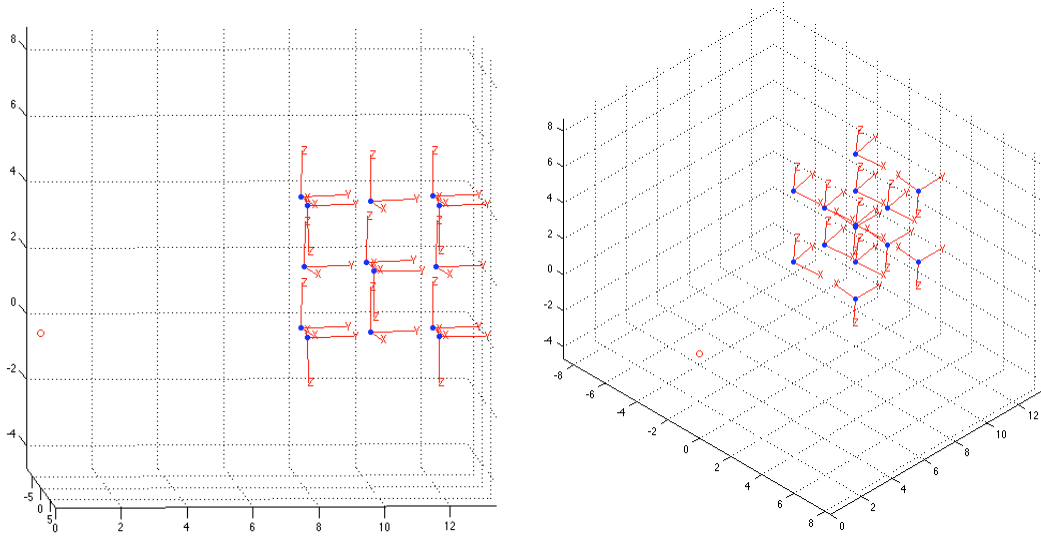 8
6
Z Z Z
4
X Y Y X Y
X Y X X Y
Z Z Z
2
Z Z
Y Y Y
X X X Y X
Z Z Z
0
Z
X Y Y X Y
X Y X X Y
-2
Z Z
-4
-5
0
5
0 2 4 6 8 10 12
8
Z
Y
6
X
Z Z
Y X Y X Y
4
Z Z
Y Y
Z
X X Z
2
Z Z
Y Y Y
X X X
0
X X X
X Y
Z
-2
Z
-4
-8
-6
-4
-2
0
2
4
6
8
0
2
4
6
8
10
12